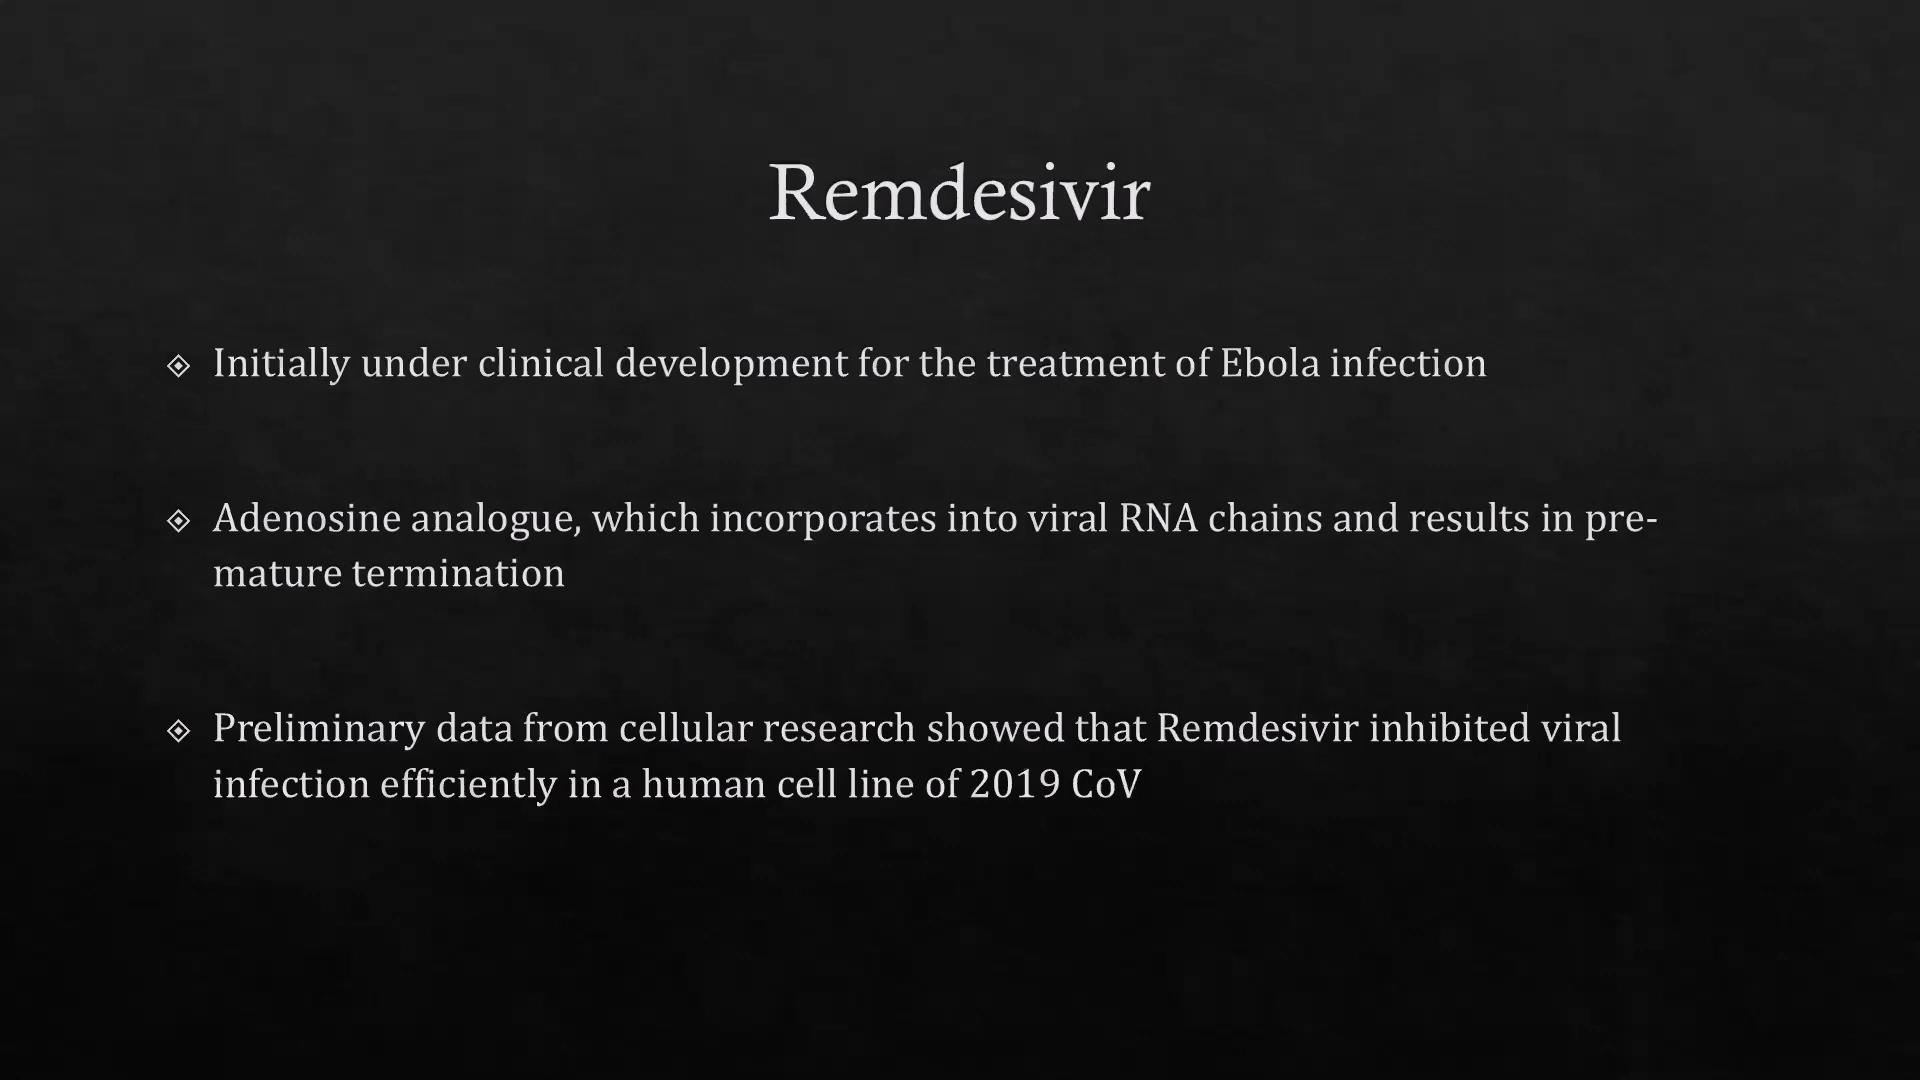 Remdesivir
Initially under clinical development for the treatment of Ebola infection
Adenosine analogue, which incorporates into viral RNA chains and results in pre-
mature termination
Preliminary data from cellular research showed that Remdesivir inhibited viral
infection efficiently in a human cell line of 2019 CoV